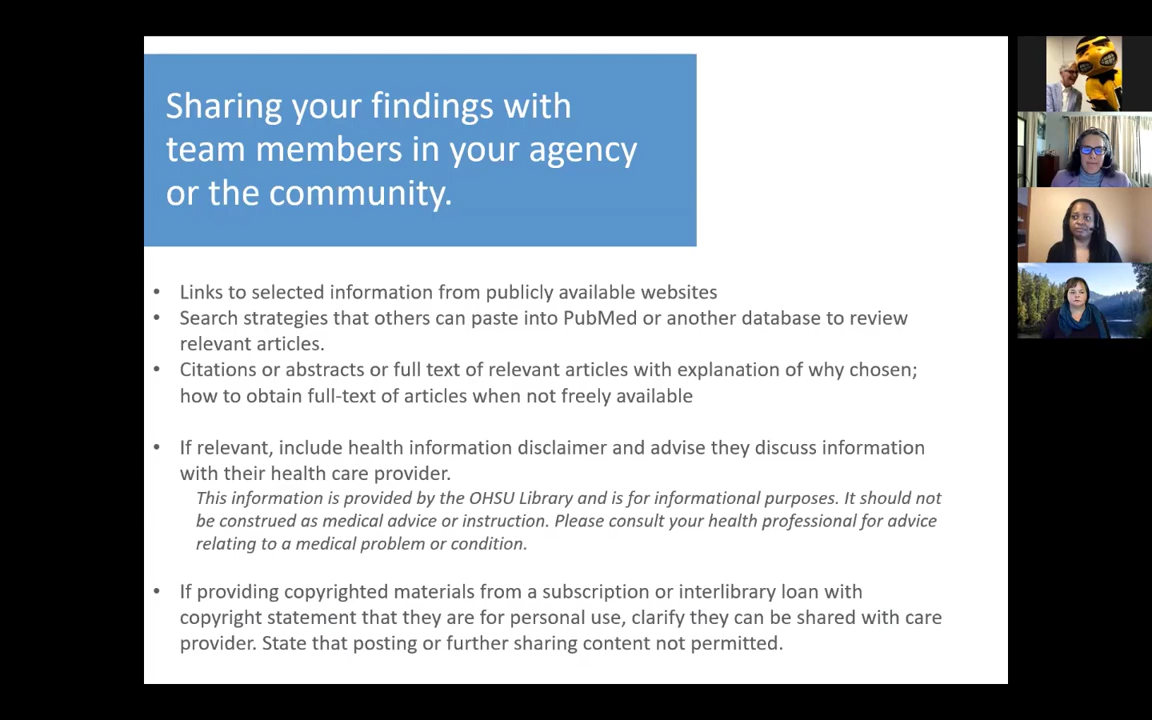 Sharing your findings with
team members in your agency
or the community.
• Links to selected information from publicly available websites
• Search strategies that others can paste into PubMed or another database to review
relevant articles.
• Citations or abstracts or full text of relevant articles with explanation of why chosen;
how to obtain full-text of articles when not freely available
• If relevant, include health information disclaimer and advise they discuss information
with their health care provider.
This information is provided by the OHSU Library and is for informational purposes. It should not
be construed as medical advice or instruction. Please consult your health professional for advice
relating to a medical problem or condition.
• If providing copyrighted materials from a subscription or interlibrary loan with
copyright statement that they are for personal use, clarify they can be shared with care
provider. State that posting or further sharing content not permitted.